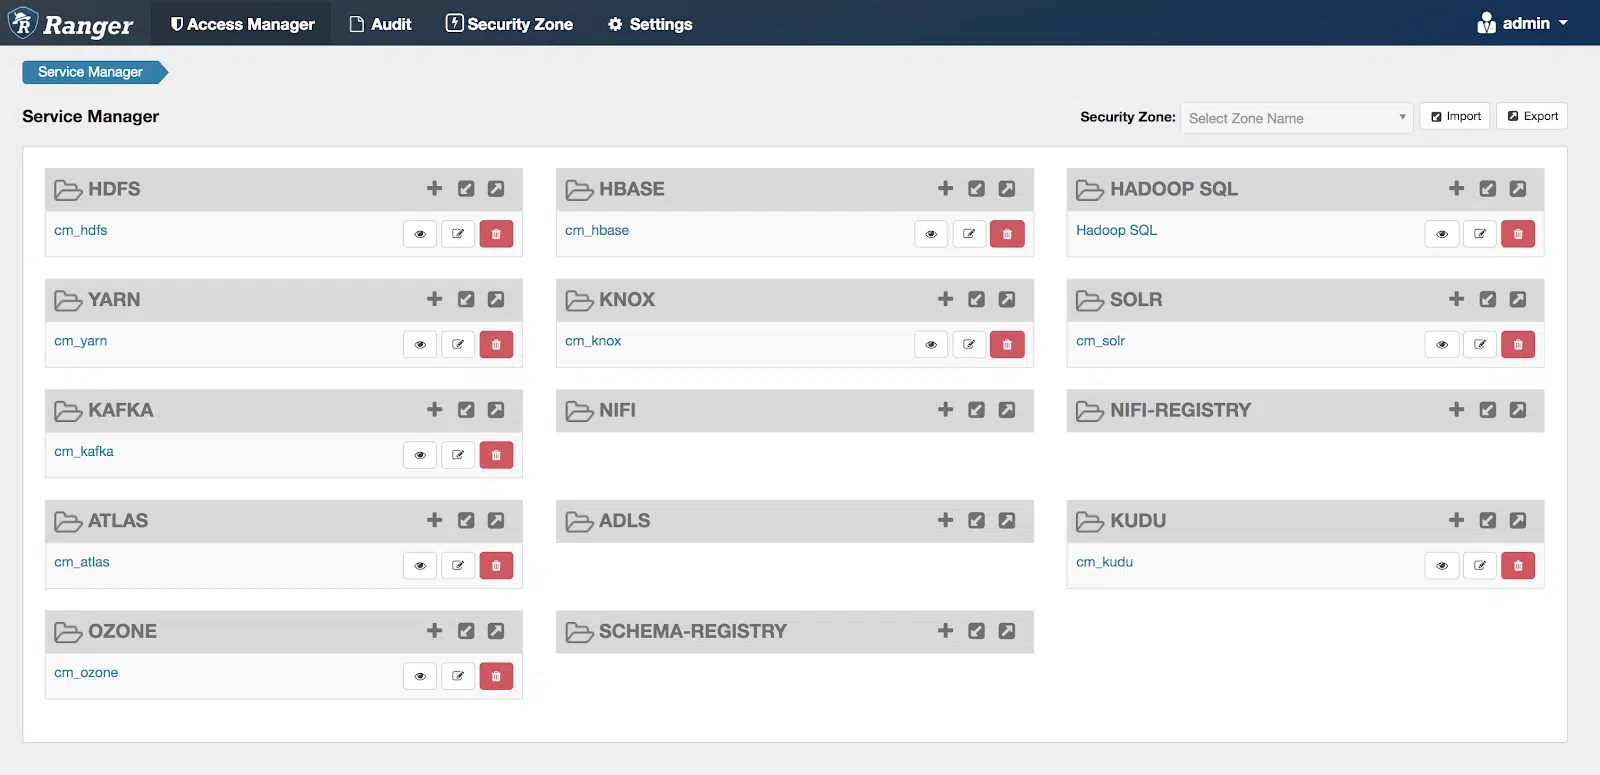 Ranger Access Manager Audit Security Zone Settings admin
Service Manager
Service Manager Security Zone: Select Zone Name Import Export
HDFS HBASE HADOOP SQL
cm_hdfs cm_hbase Hadoop SQL
YARN KNOX SOLR
cm_yarn cm_knox cm_solr
KAFKA NIFI NIFI-REGISTRY
cm_kafka
ATLAS ADLS KUDU
cm_atlas cm_kudu
OZONE SCHEMA-REGISTRY
cm_ozone